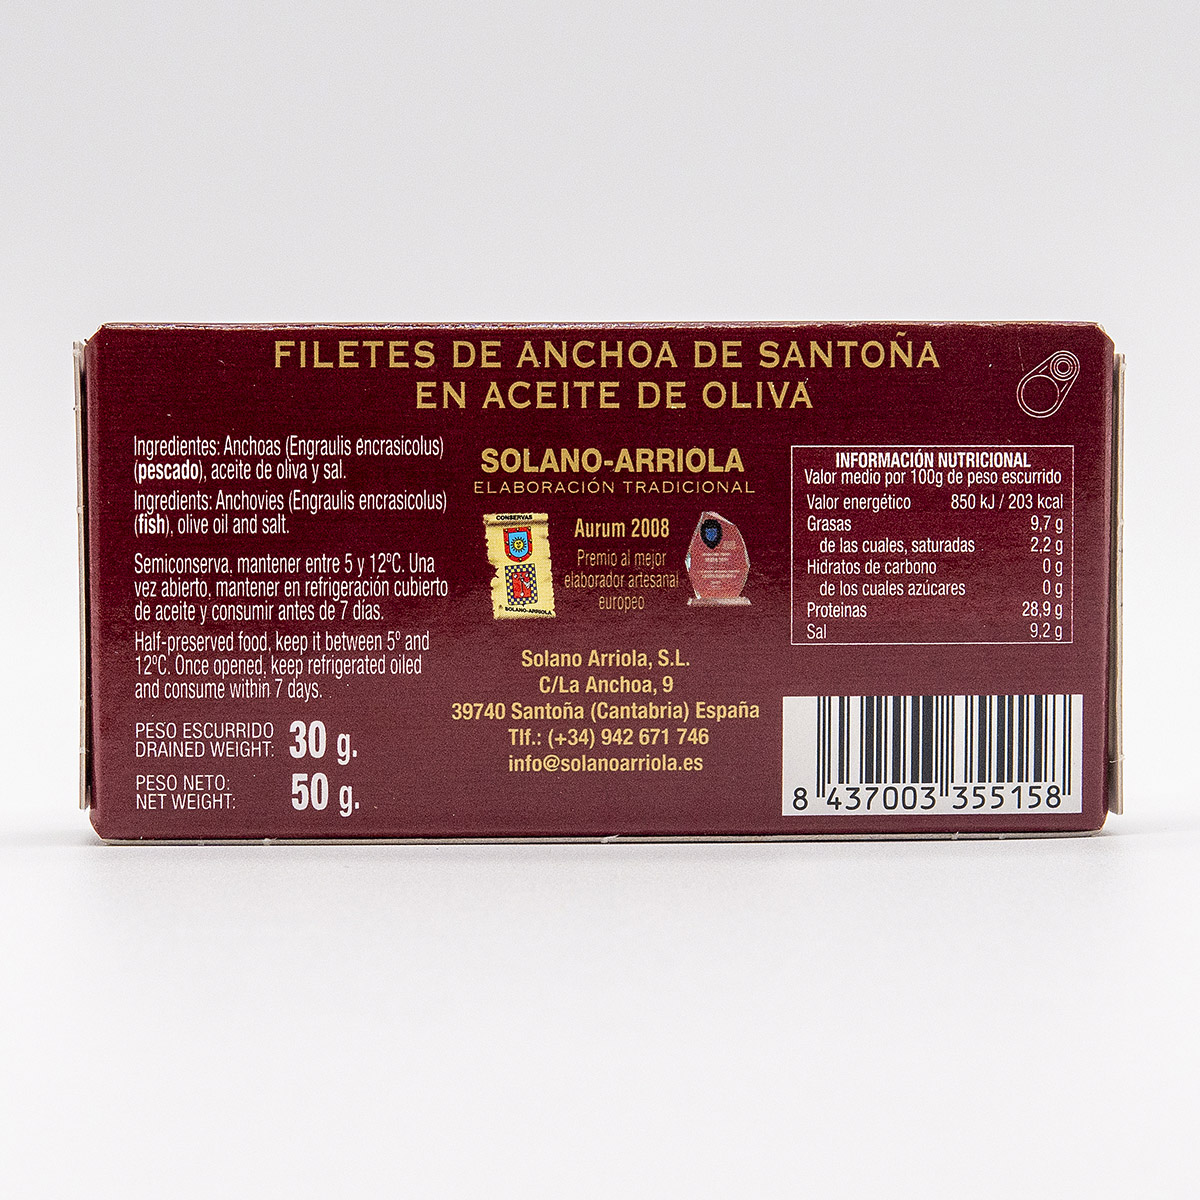 FILETES DE ANCHOA DE SANTOÑA
EN ACEITE DE OLIVA
Ingredientes: Anchoas (Engraulis encrasicolus)
(pescado), aceite de oliva y sal.
Ingredients: Anchovies (Engraulis encrasicolus)
(fish), olive oil and salt.
Semiconserva, mantener entre 5 y 12ºC. Una
vez abierto, mantener en refrigeración cubierto
de aceite y consumir antes de 7 días.
Half-preserved food, keep it between 5º and
12ºC. Once opened, keep refrigerated oiled
and consume within 7 days.
PESO ESCURRIDO
DRAINED WEIGHT: 30 g.
PESO NETO:
NET WEIGHT: 50 g.
SOLANO-ARRIOLA
ELABORACIÓN TRADICIONAL
CONSERVAS
SOLANO-ARRIOLA
Aurum 2008
Premio al mejor
elaborador artesanal
europeo
Solano Arriola, S.L.
C/La Anchoa, 9
39740 Santoña (Cantabria) España
Tlf.: (+34) 942 671 746
info@solanoarriola.es
INFORMACIÓN NUTRICIONAL
Valor medio por 100g de peso escurrido
Valor energético 850 kJ / 203 kcal
Grasas 9,7 g
de las cuales, saturadas 2,2 g
Hidratos de carbono 0 g
de los cuales azúcares 0 g
Proteinas 28,9 g
Sal 9,2 g
8 437003 355158